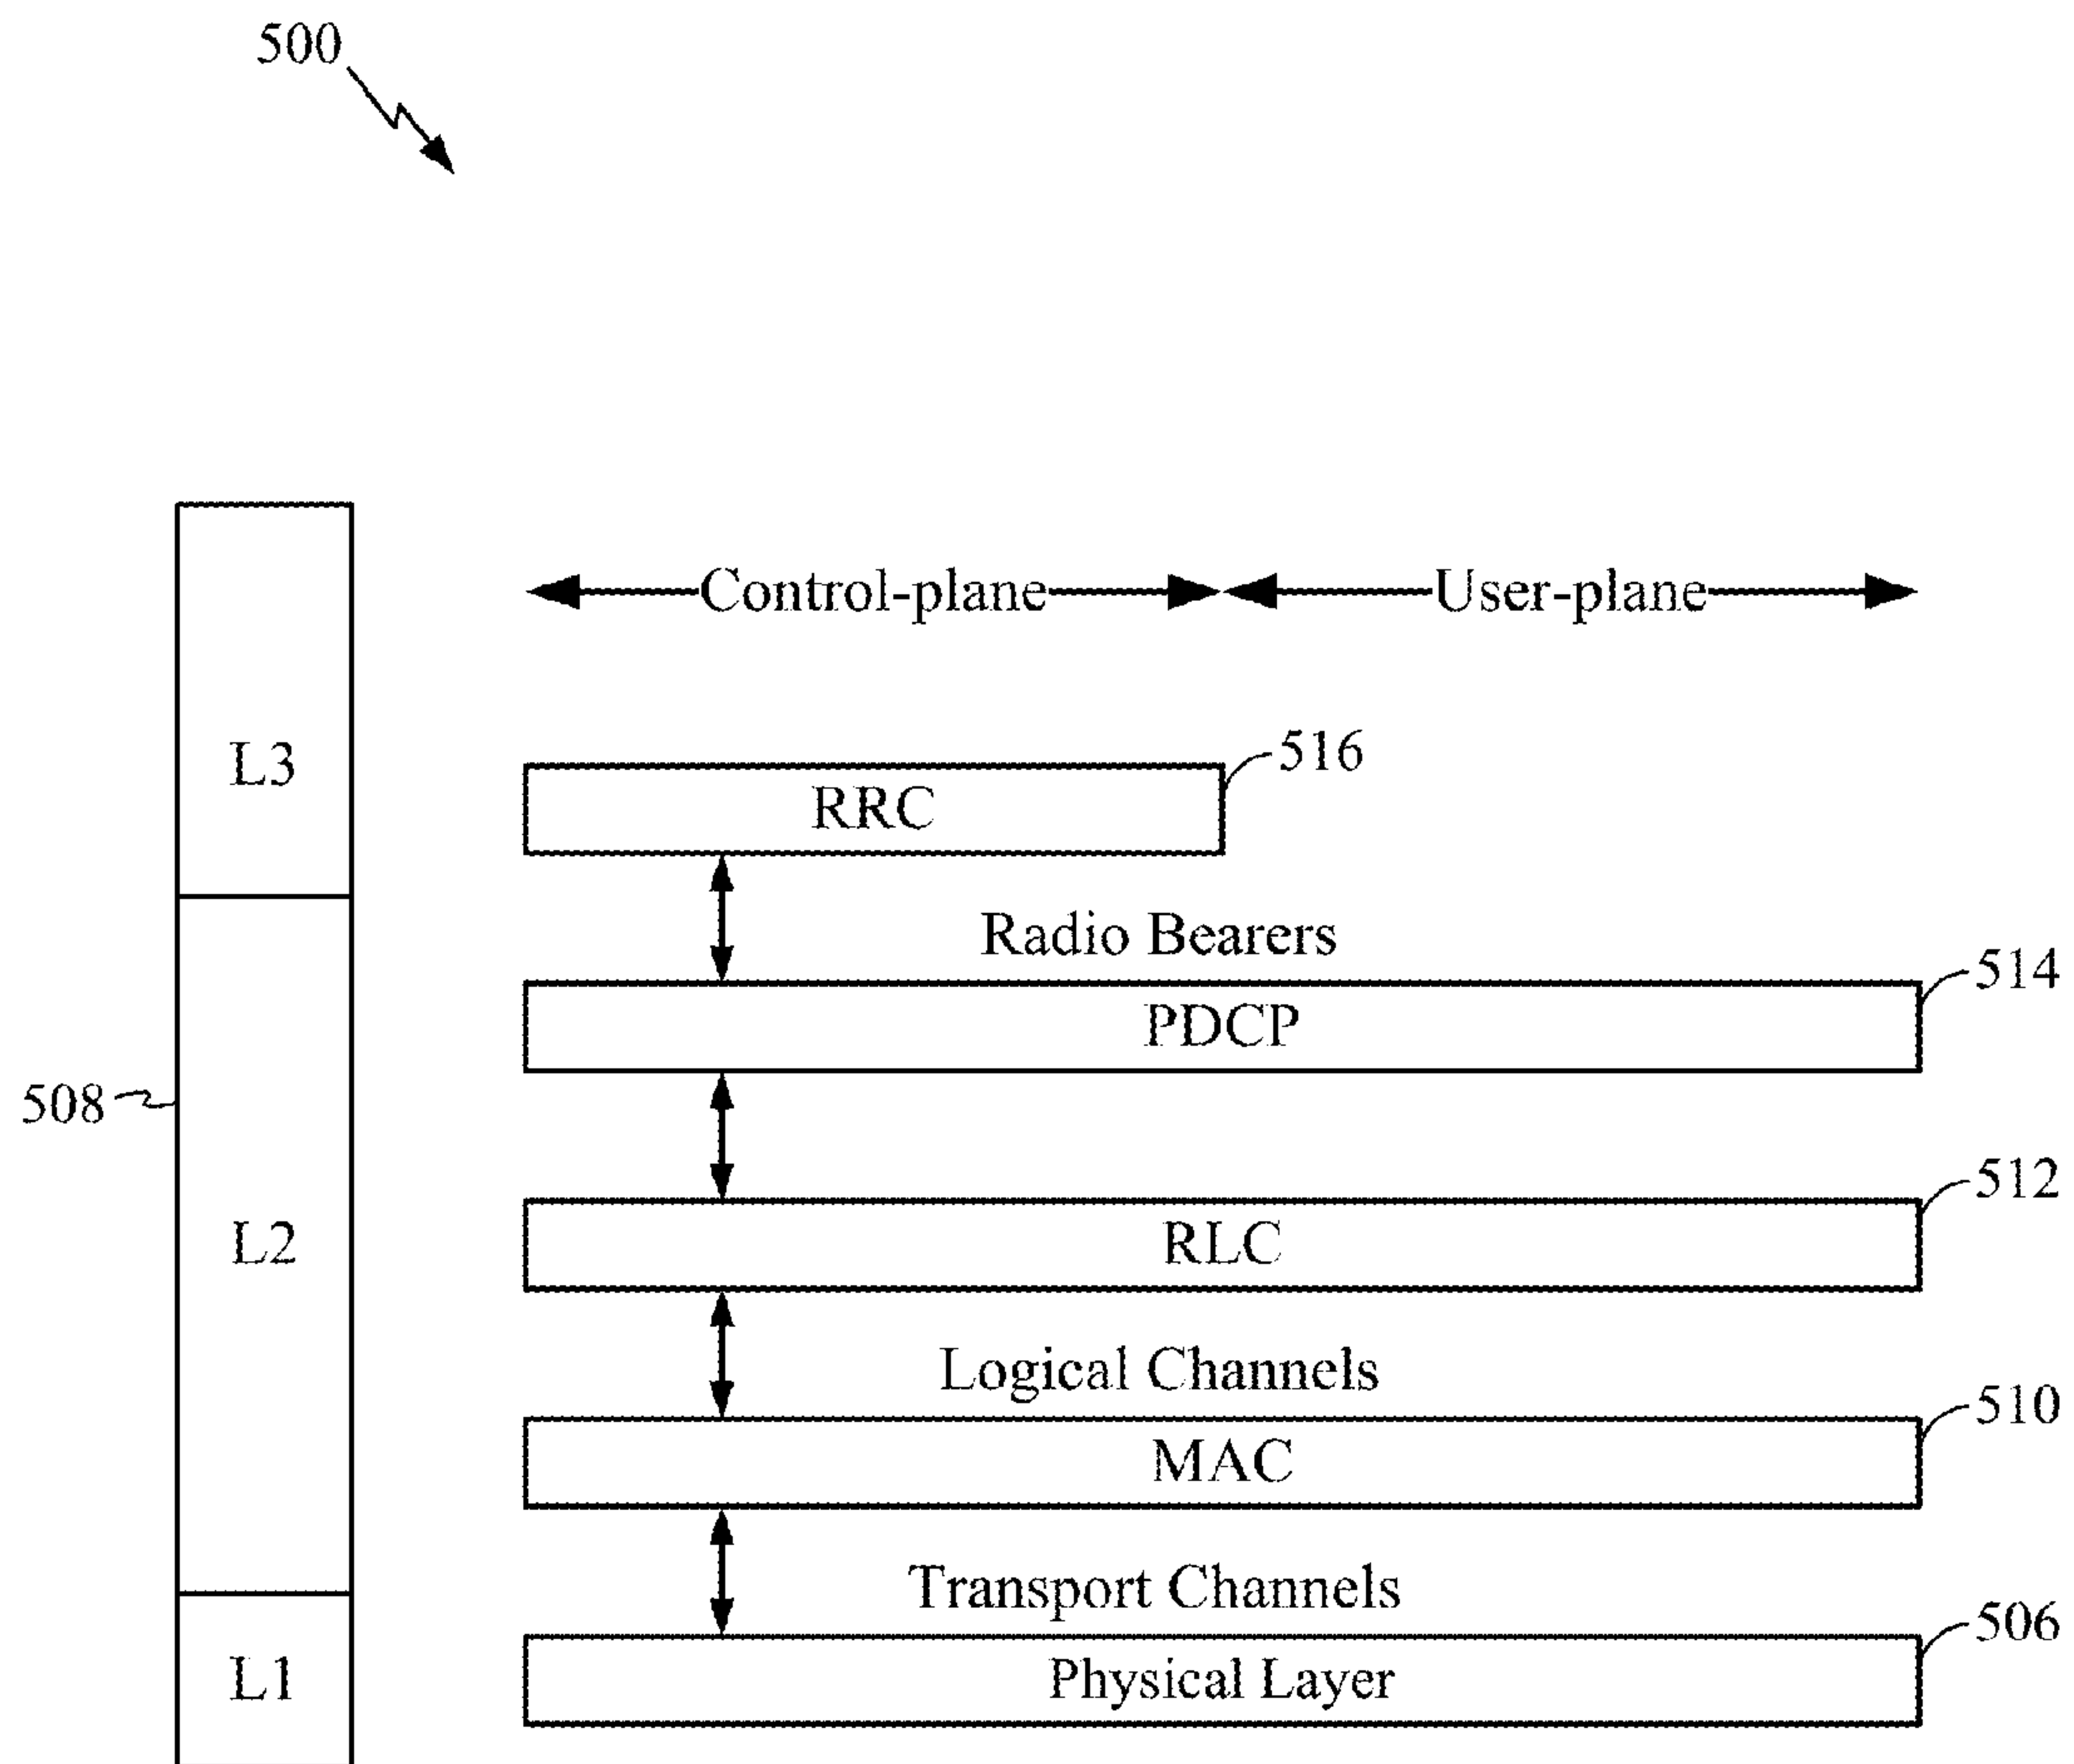 500
Control-plane User-plane
L3
516
RRC
Radio Bearers
514
PDCP
508
512
L2
RLC
Logical Channels
510
MAC
Transport Channels
506
L1
Physical Layer